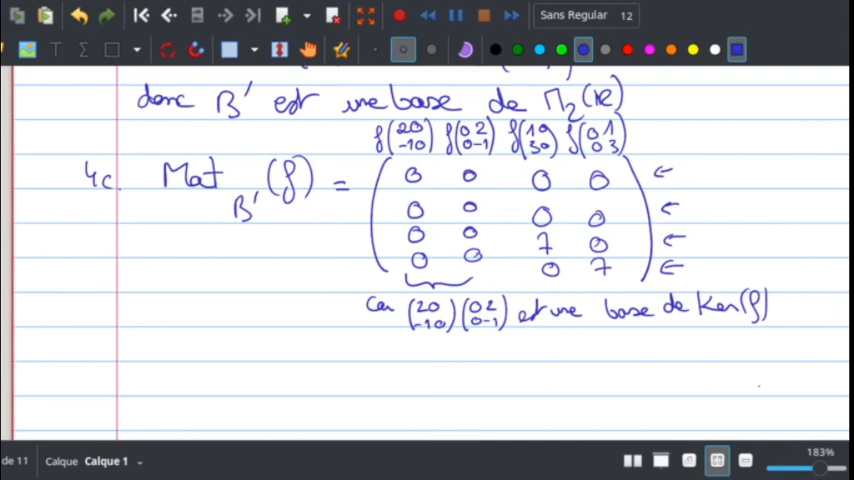 Sans Regular 12
donc B' est une base de M₂(R)
f(2 0 f(0 2 f(1 0 f(0 1
-1 0) 0 -1) 3 0) 0 3)
4c. Mat B' (f) = ( 0 0 0 0 ) ←
0 0 0 0 ←
0 0 7 0 ←
0 0 0 7 ←
car (2 0 -1 0) (0 2 0 -1) est une base de Ker(f)
de 11 Calque Calque 1 183%